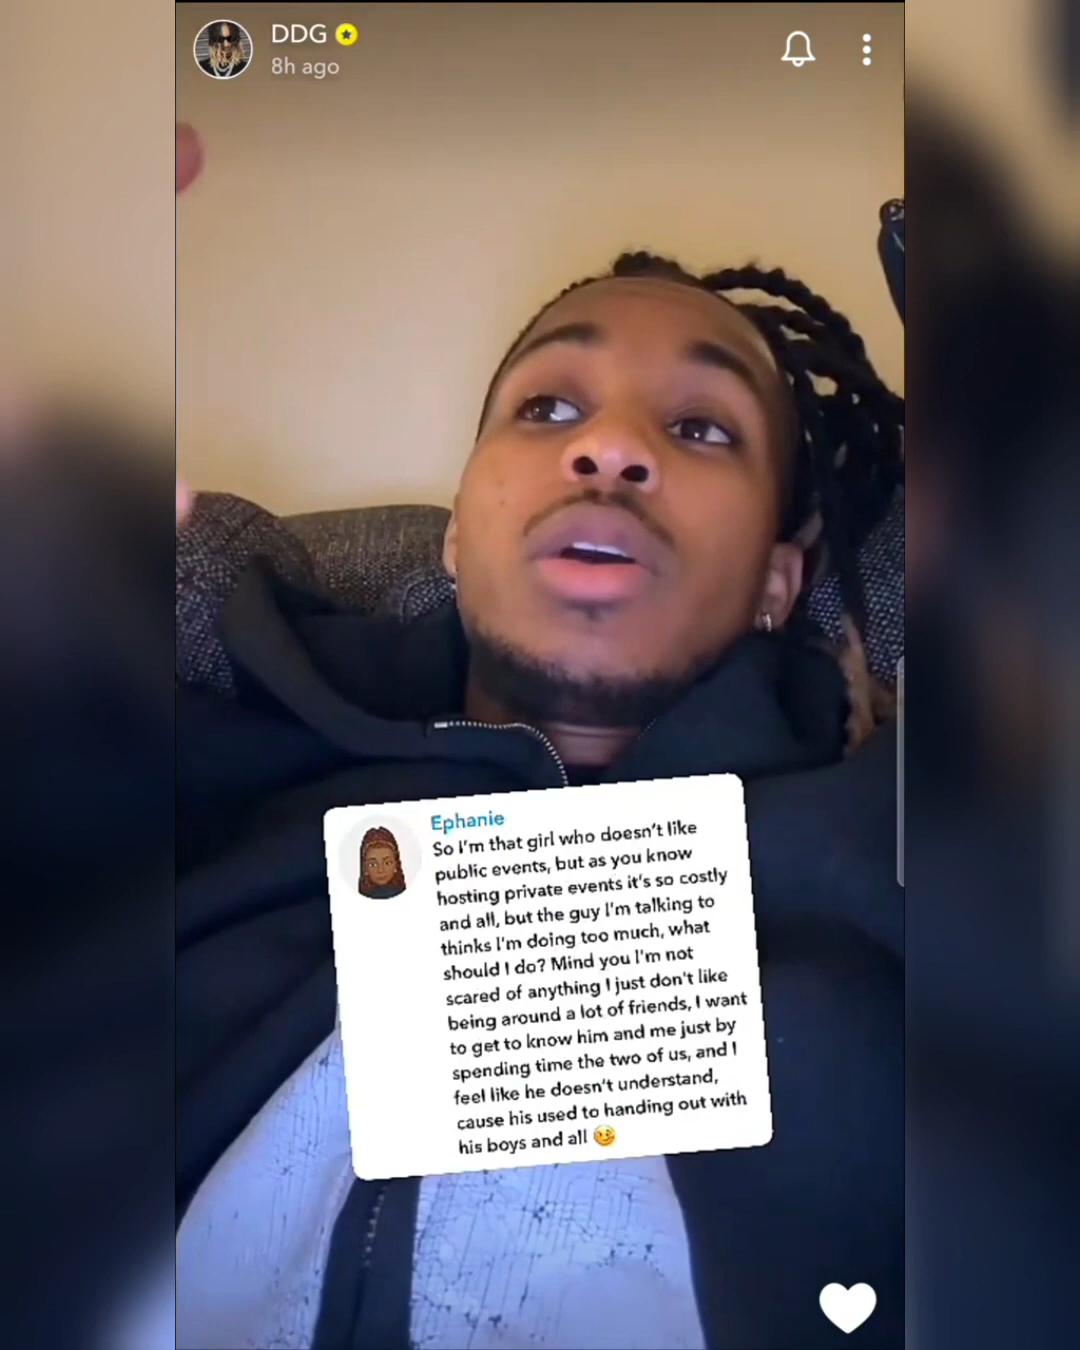 DDG
8h ago
Ephanie
So I'm that girl who doesn't like
public events, but as you know
hosting private events it's so costly
and all, but the guy I'm talking to
thinks I'm doing too much, what
should I do? Mind you I'm not
scared of anything I just don't like
being around a lot of friends, I want
to get to know him and me just by
spending time the two of us, and I
feel like he doesn't understand,
cause his used to handing out with
his boys and all 🥴